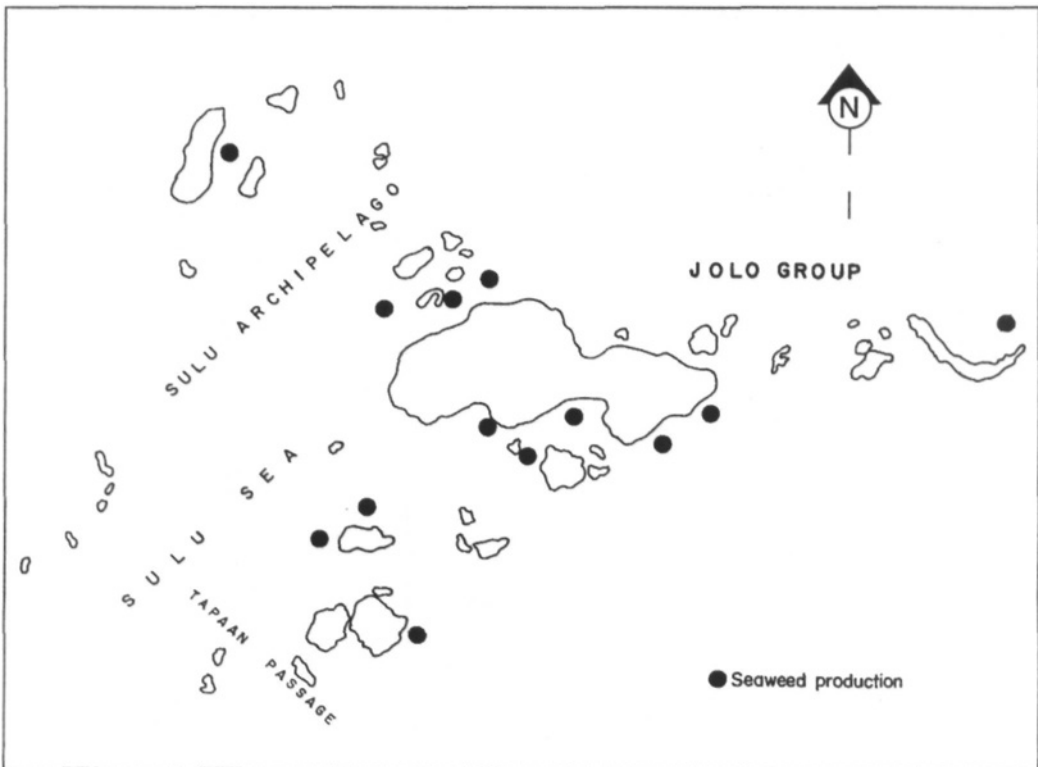 N
SULU ARCHIPELAGO
JOLO GROUP
SULU SEA
TAPAAN PASSAGE
Seaweed production